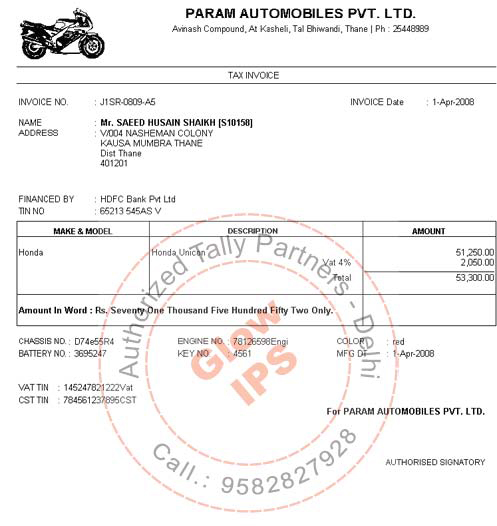 PARAM AUTOMOBILES PVT. LTD.
Avinash Compound, At Kasheli, Tal Bhiwandi, Thane | Ph : 25448989
TAX INVOICE
INVOICE NO. : J1SR-0809-A5 INVOICE Date : 1-Apr-2008
NAME : Mr. SAEED HUSAIN SHAIKH [S10158]
ADDRESS : V/004 NASHEMAN COLONY
KAUSA MUMBRA THANE
Dist Thane
401201
FINANCED BY : HDFC Bank Pvt Ltd
TIN NO : 65213 545AS V
MAKE & MODEL DESCRIPTION AMOUNT
Honda Honda Unicon 51,250.00
Vat 4% 2,050.00
Total 53,300.00
Amount In Word : Rs. Seventy One Thousand Five Hundred Fifty Two Only.
CHASSIS NO. : D74e55R4 ENGINE NO. : 78126598Engi COLOR : red
BATTERY NO. : 3695247 KEY NO : 4561 MFG DT : 1-Apr-2008
VAT TIN : 145247821222Vat
CST TIN : 784561237895CST
For PARAM AUTOMOBILES PVT. LTD.
AUTHORISED SIGNATORY
Authorized Tally Partners - Delhi
Glow
IPS
Call.: 9582827928